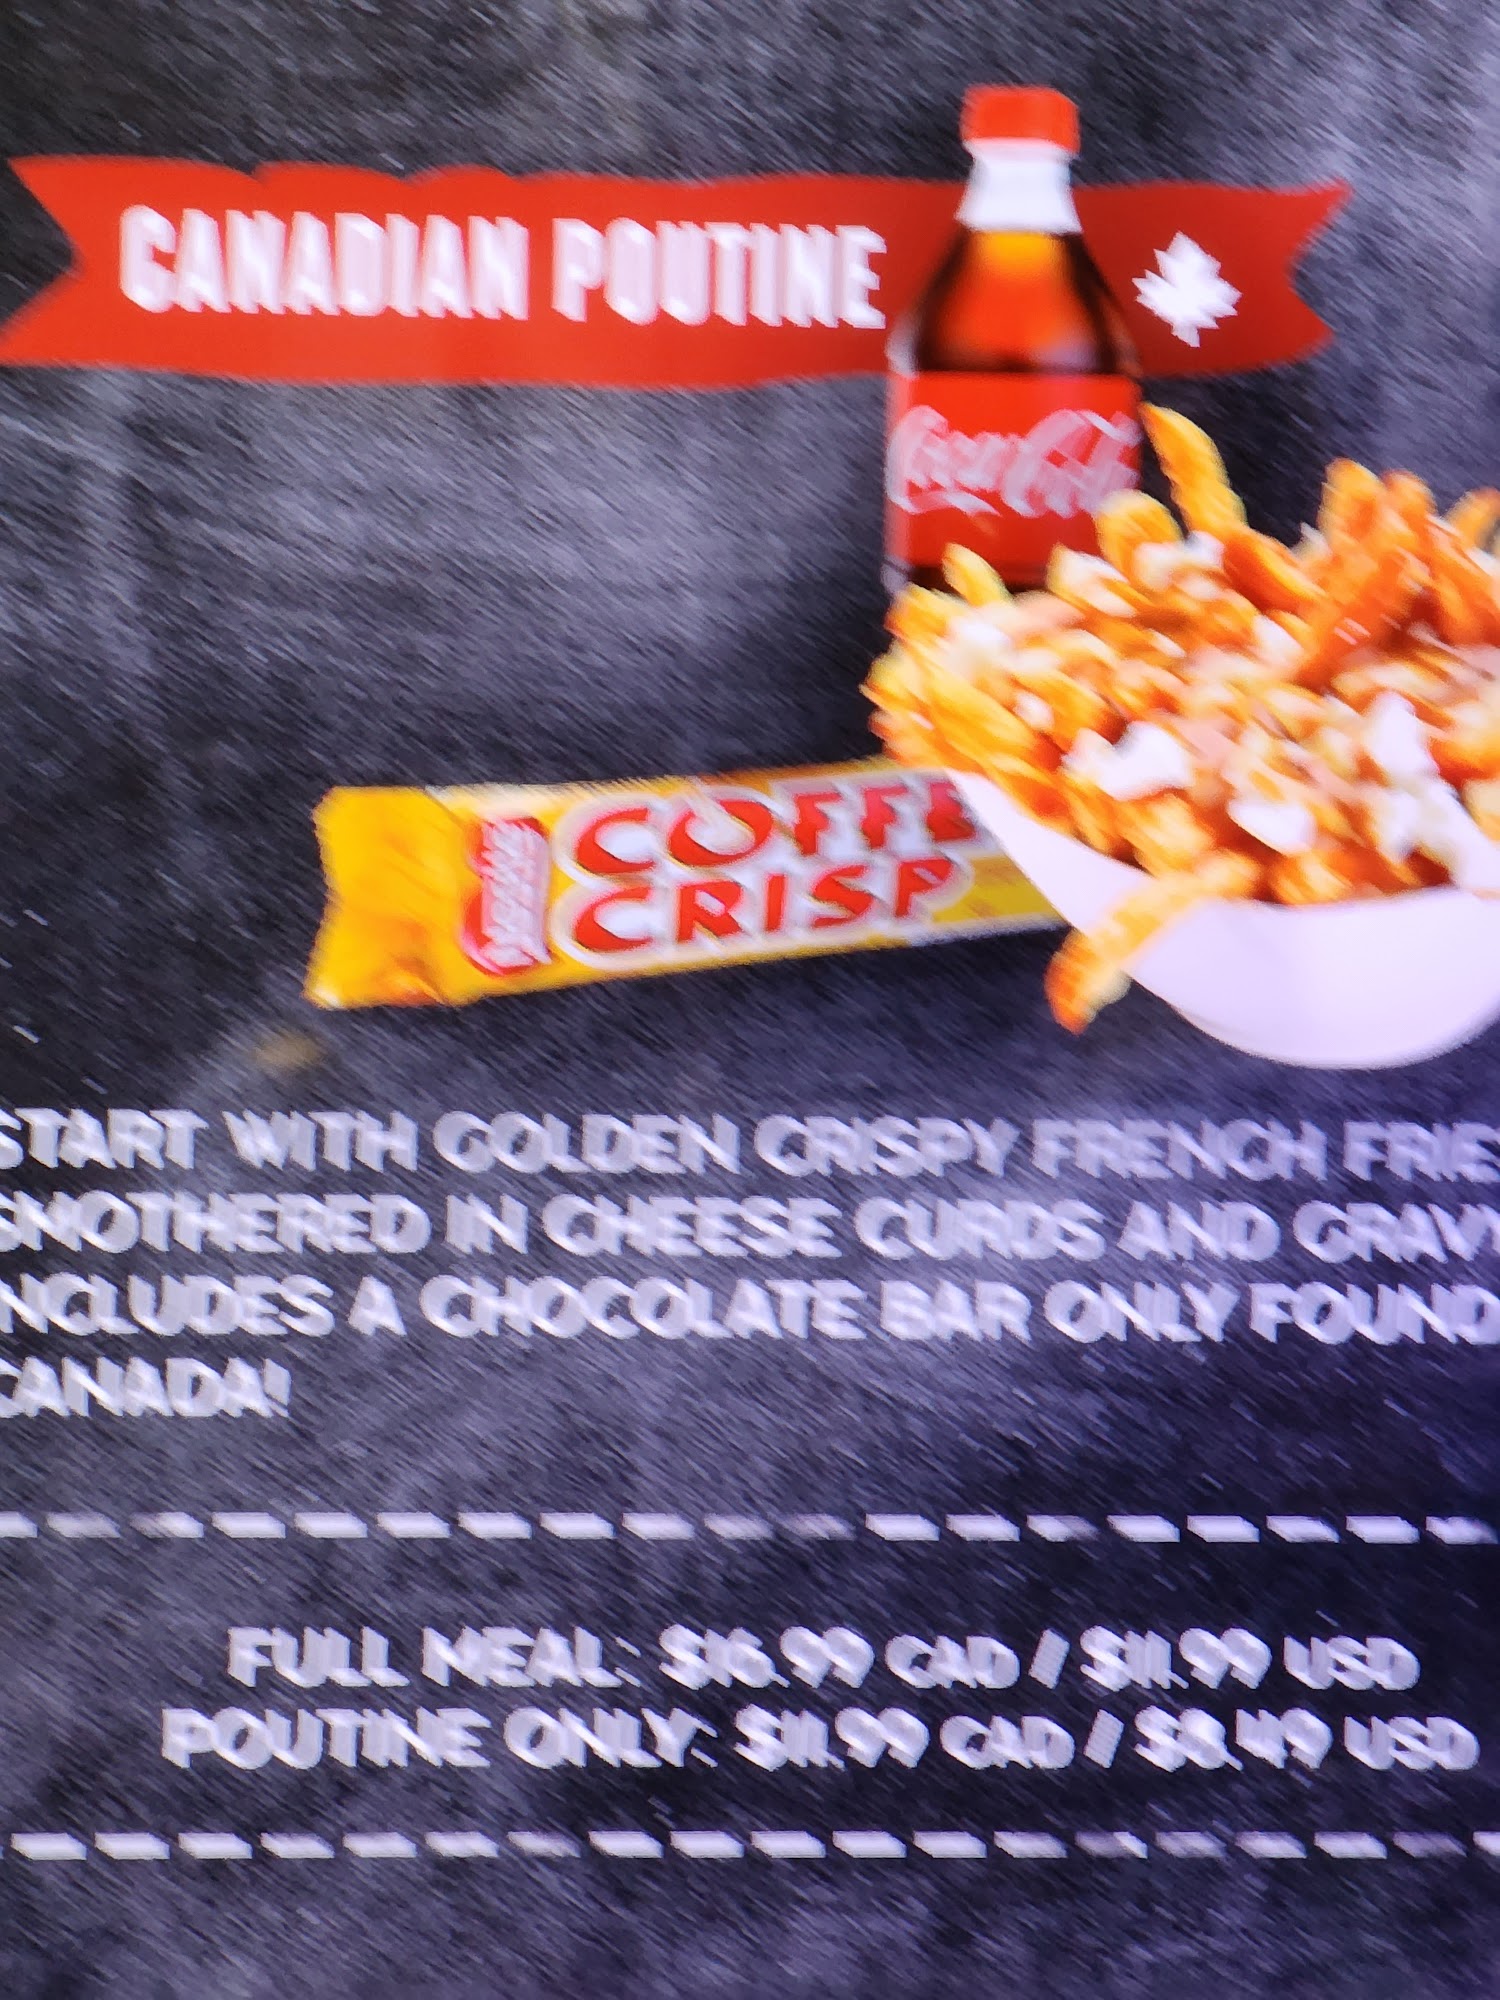 CANADIAN POUTINE
Coca-Cola
COFFE
CRISP
START WITH GOLDEN CRISPY FRENCH FRIE
SMOTHERED IN CHEESE CURDS AND GRAVY
INCLUDES A CHOCOLATE BAR ONLY FOUND
CANADA!
FULL MEAL: $16.99 CAD / $11.99 USD
POUTINE ONLY: $11.99 CAD / $8.49 USD